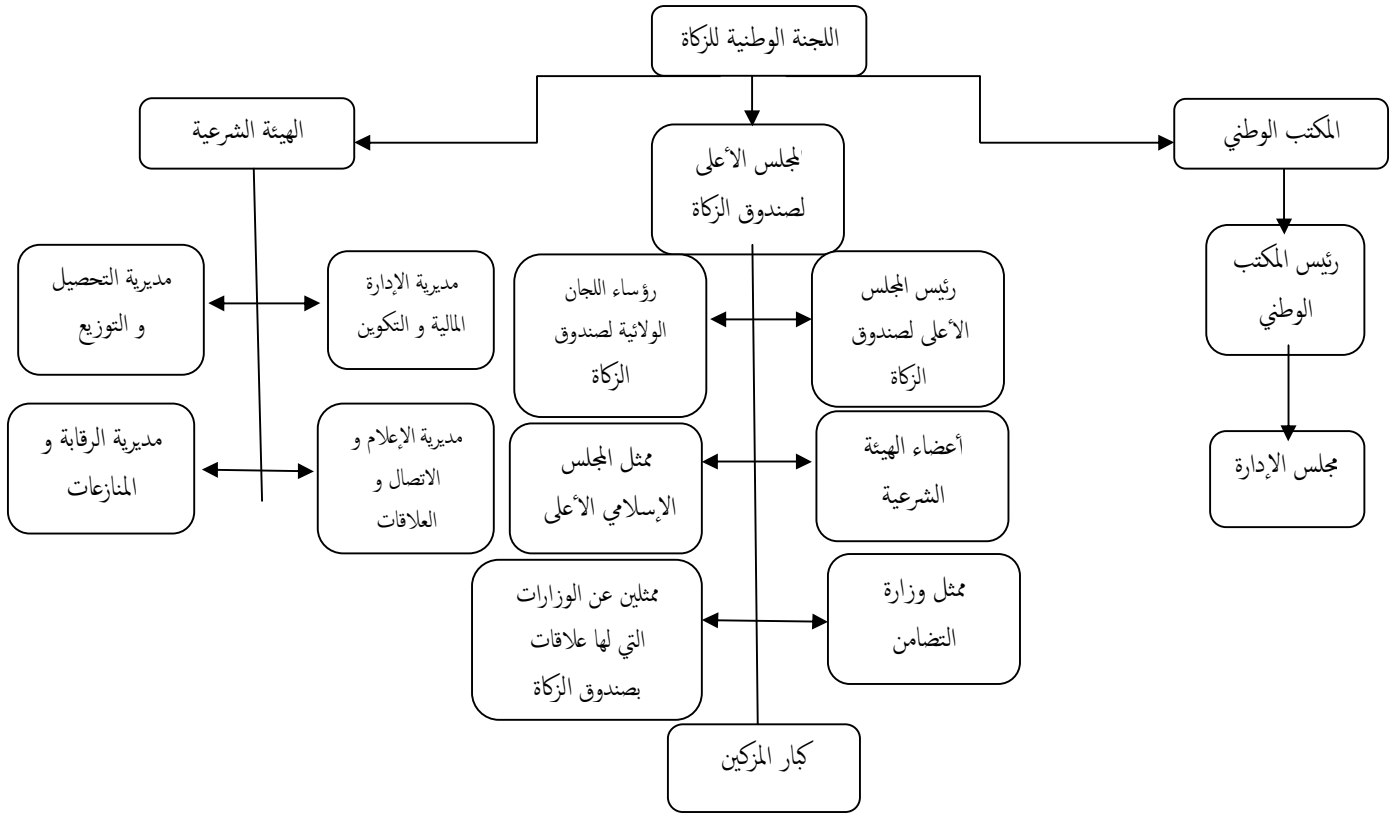 اللجنة الوطنية للزكاة
المكتب الوطني
رئيس المكتب
الوطني
مجلس الإدارة
المجلس الأعلى
لصندوق الزكاة
رئيس المجلس
الأعلى لصندوق
الزكاة
رؤساء اللجان
الولائية لصندوق
الزكاة
أعضاء الهيئة
الشرعية
ممثل المجلس
الإسلامي الأعلى
ممثل وزارة
التضامن
ممثلين عن الوزارات
التي لها علاقات
بصندوق الزكاة
كبار المزكين
الهيئة الشرعية
مديرية الإدارة
المالية و التكوين
مديرية التحصيل
و التوزيع
مديرية الإعلام و
الاتصال و
العلاقات
مديرية الرقابة و
المنازعات